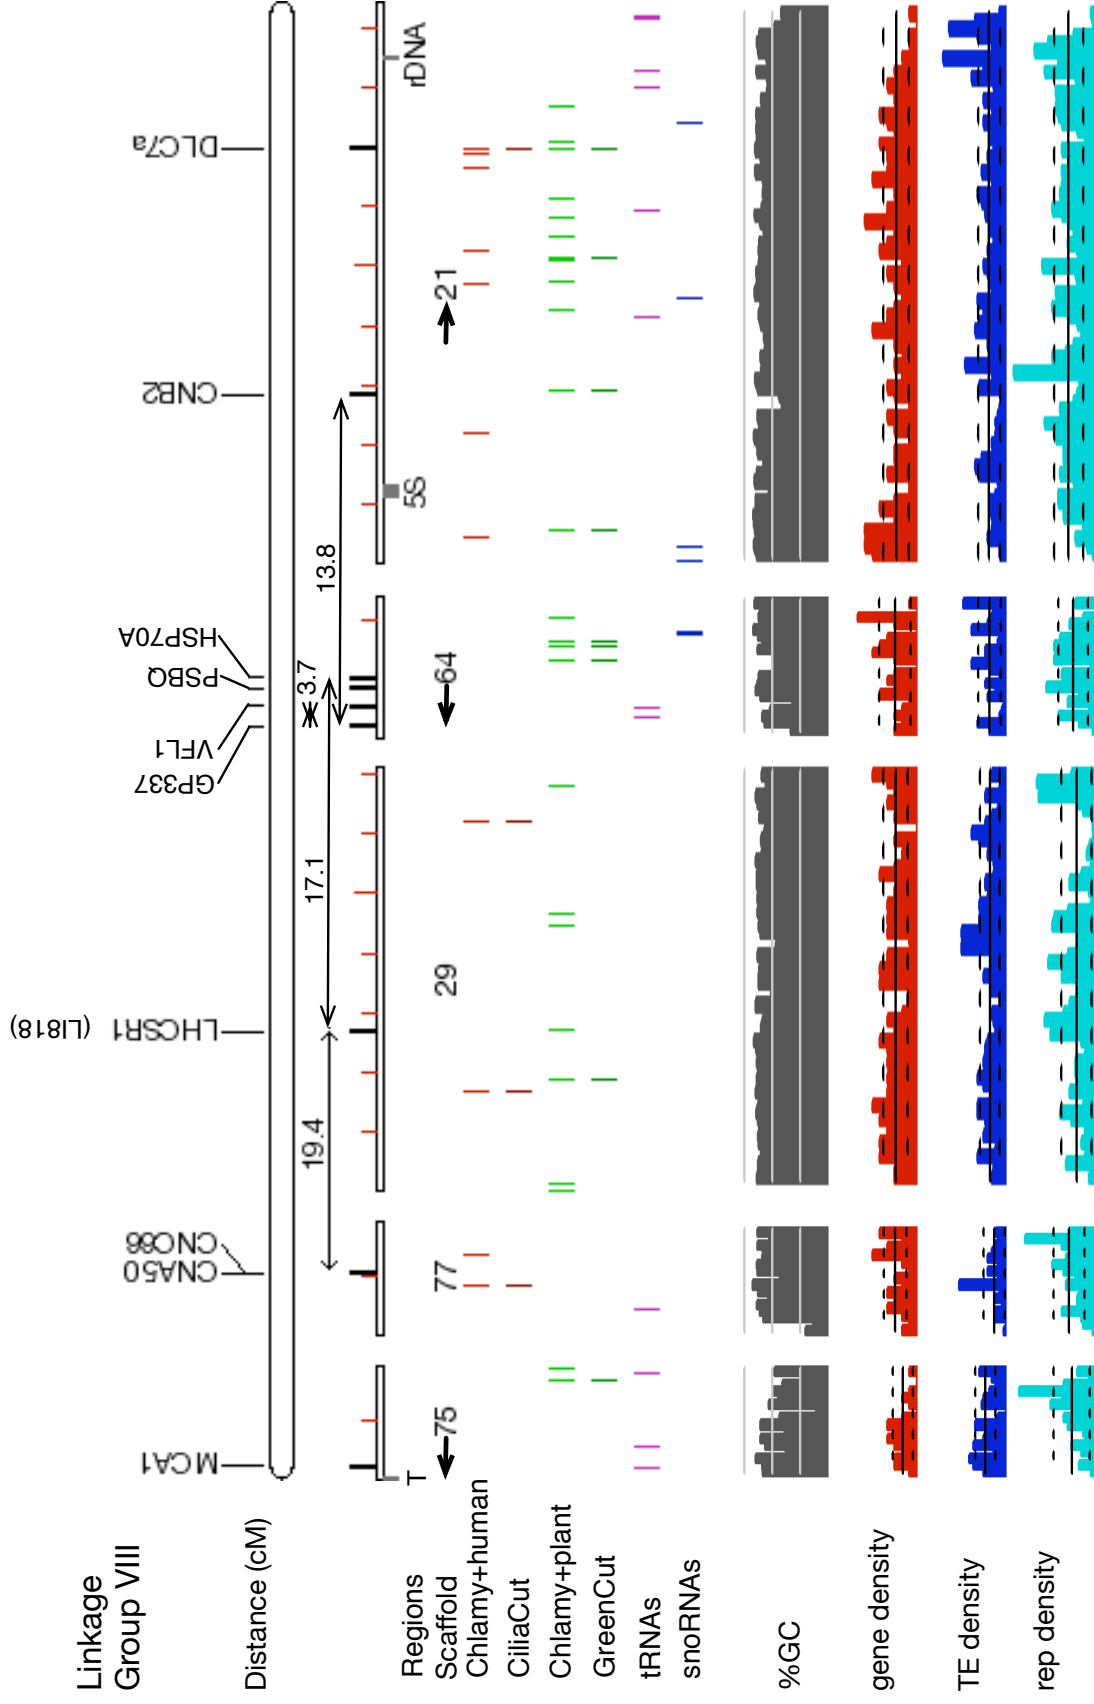 Linkage
Group VIII
MCA1
CNA50
CNC66
LHCSR1
(LI818)
GP337
VFL1
PSBQ
HSP70A
CNB2
DLC7a
Distance (cM)
19.4
17.1
3.7
13.8
Regions
T
5S
rDNA
Scaffold
75
77
29
64
21
Chlamy+human
CiliaCut
Chlamy+plant
GreenCut
tRNAs
snoRNAs
%GC
gene density
TE density
rep density